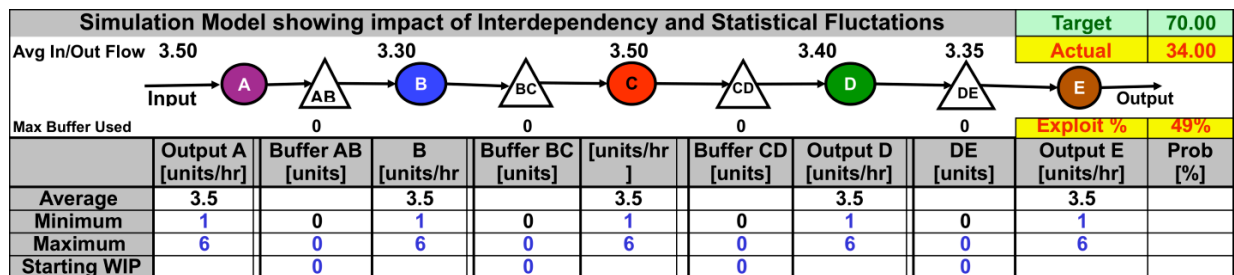 Simulation Model showing impact of Interdependency and Statistical Fluctations Target 70.00
Avg In/Out Flow 3.50 3.30 3.50 3.40 3.35 Actual 34.00
A B C D E
Input AB BC CD DE Output
Max Buffer Used 0 0 0 0 Exploit % 49%
Output A Buffer AB B Buffer BC [units/hr Buffer CD Output D DE Output E Prob
[units/hr] [units] [units/hr [units] ] [units] [units/hr] [units] [units/hr] [%]
Average 3.5 3.5 3.5 3.5 3.5
Minimum 1 0 1 0 1 0 1 0 1
Maximum 6 0 6 0 6 0 6 0 6
Starting WIP 0 0 0 0